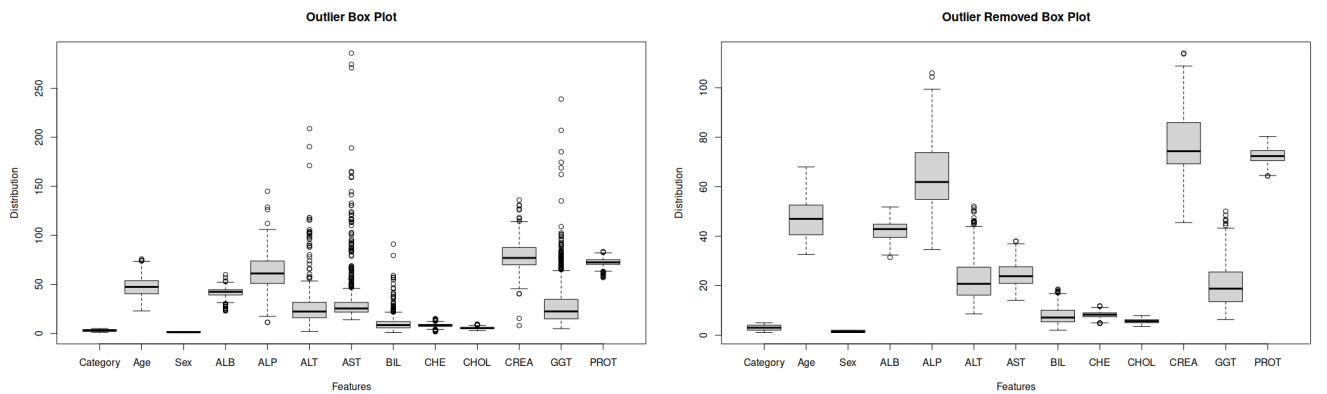 Outlier Box Plot
Distribution
250
200
150
100
50
0
Category Age Sex ALB ALP ALT AST BIL CHE CHOL CREA GGT PROT
Features
Outlier Removed Box Plot
Distribution
100
80
60
40
20
0
Category Age Sex ALB ALP ALT AST BIL CHE CHOL CREA GGT PROT
Features